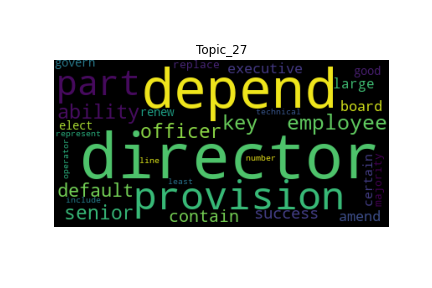 Topic_27
govern replace executive good
part depend large
ability renew technical board
elect officer key employee
represent
director
operator line number certain majority
default least
include provision
senior contain success amend